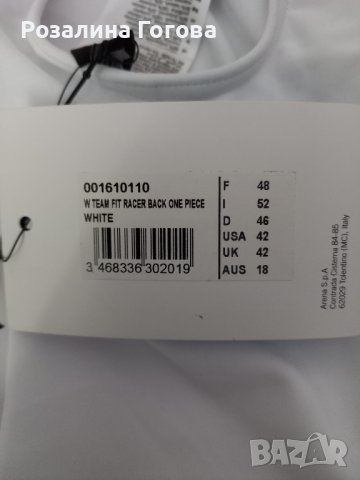 Розалина Гогова
001610110
W TEAM FIT RACER BACK ONE PIECE
WHITE
3 468336 302019
F 48
I 52
D 46
USA 42
UK 42
AUS 18
Arena S.p.A
Contrada Cisterna 84-85
62029 Tolentino (MC), Italy
BAZAR